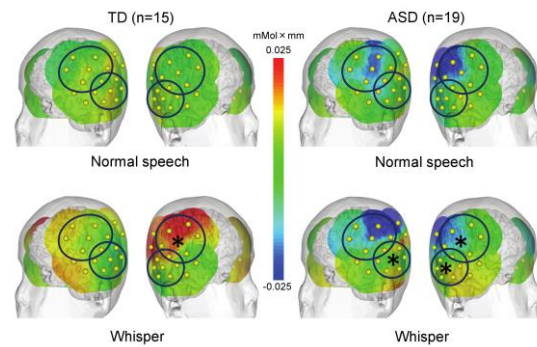 TD (n=15)
mMol × mm
0.025
ASD (n=19)
Normal speech
Normal speech
*
*
*
*
-0.025
Whisper
Whisper